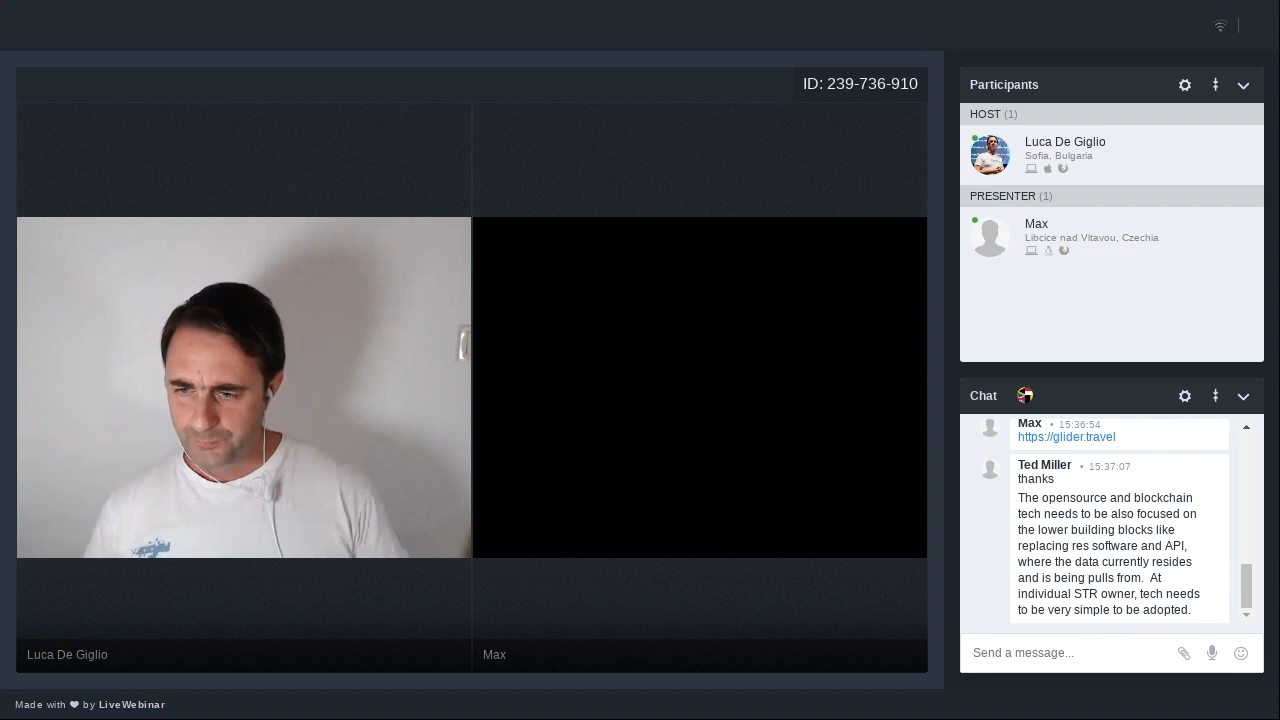 ID: 239-736-910
Luca De Giglio
Max
Participants
HOST (1)
Luca De Giglio
Sofia, Bulgaria
PRESENTER (1)
Max
Libcice nad Vltavou, Czechia
Chat
Max • 15:36:54
https://glider.travel
Ted Miller • 15:37:07
thanks
The opensource and blockchain
tech needs to be also focused on
the lower building blocks like
replacing res software and API,
where the data currently resides
and is being pulls from.  At
individual STR owner, tech needs
to be very simple to be adopted.
Send a message...
Made with ❤ by LiveWebinar